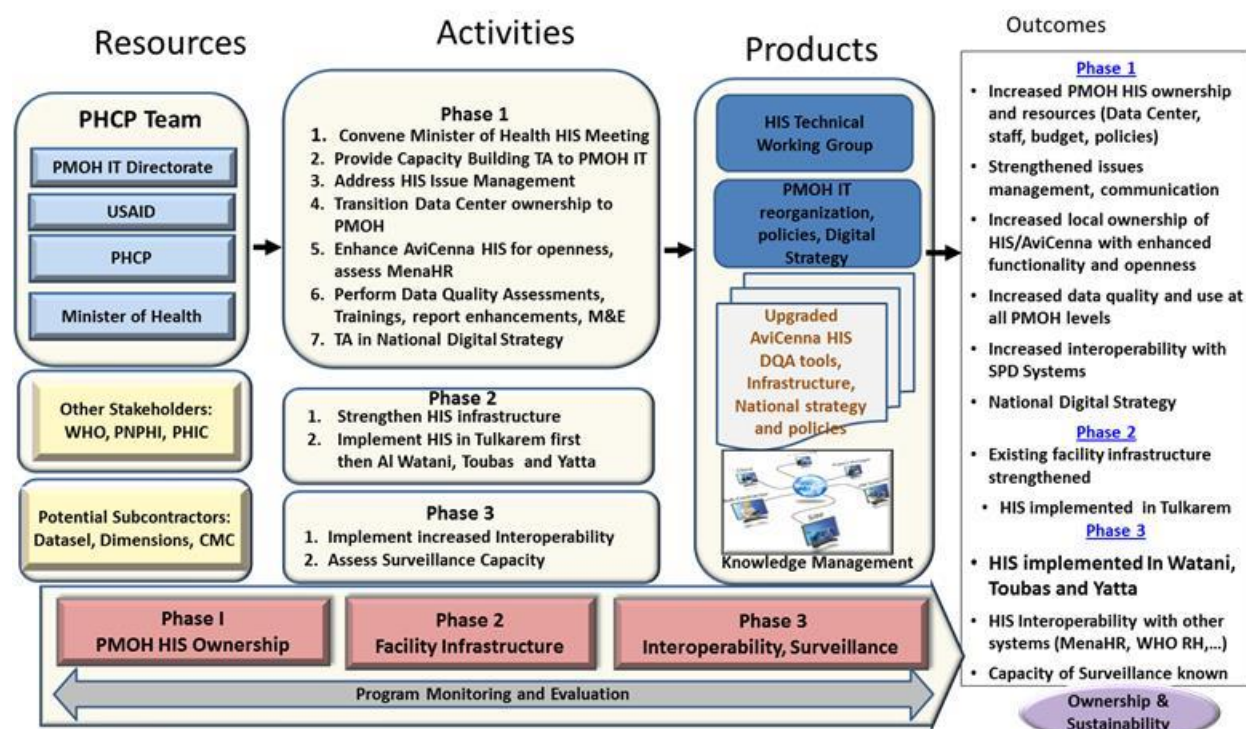 Resources
PHCP Team
PMOH IT Directorate
USAID
PHCP
Minister of Health
Other Stakeholders:
WHO, PNPHI, PHIC
Potential Subcontractors:
Datasel, Dimensions, CMC
Activities
Phase 1
1. Convene Minister of Health HIS Meeting
2. Provide Capacity Building TA to PMOH IT
3. Address HIS Issue Management
4. Transition Data Center ownership to
PMOH
5. Enhance AviCenna HIS for openness,
assess MenaHR
6. Perform Data Quality Assessments,
Trainings, report enhancements, M&E
7. TA in National Digital Strategy
Phase 2
1. Strengthen HIS infrastructure
2. Implement HIS in Tulkarem first
then Al Watani, Toubas and Yatta
Phase 3
1. Implement increased Interoperability
2. Assess Surveillance Capacity
Products
HIS Technical
Working Group
PMOH IT
reorganization,
policies, Digital
Strategy
Upgraded
AviCenna HIS
DQA tools,
Infrastructure,
National strategy
and policies
Knowledge Management
Outcomes
Phase 1
• Increased PMOH HIS ownership
and resources (Data Center,
staff, budget, policies)
• Strengthened issues
management, communication
• Increased local ownership of
HIS/AviCenna with enhanced
functionality and openness
• Increased data quality and use at
all PMOH levels
• Increased interoperability with
SPD Systems
• National Digital Strategy
Phase 2
• Existing facility infrastructure
strengthened
• HIS implemented in Tulkarem
Phase 3
• HIS implemented In Watani,
Toubas and Yatta
• HIS Interoperability with other
systems (MenaHR, WHO RH,...)
• Capacity of Surveillance known
Ownership &
Sustainability
Phase I
PMOH HIS Ownership
Phase 2
Facility Infrastructure
Phase 3
Interoperability, Surveillance
Program Monitoring and Evaluation